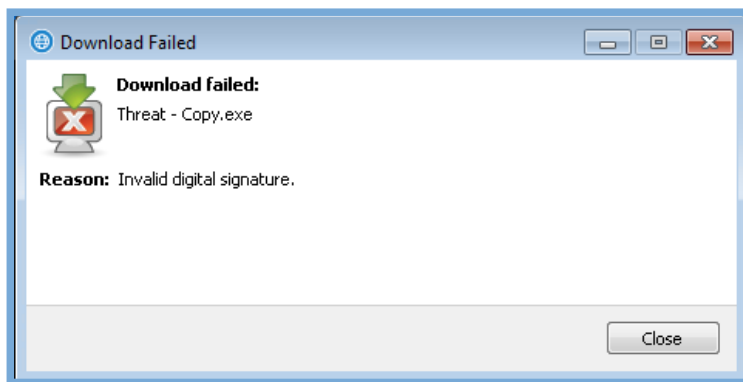 Download Failed
Download failed:
Threat - Copy.exe
Reason: Invalid digital signature.
Close